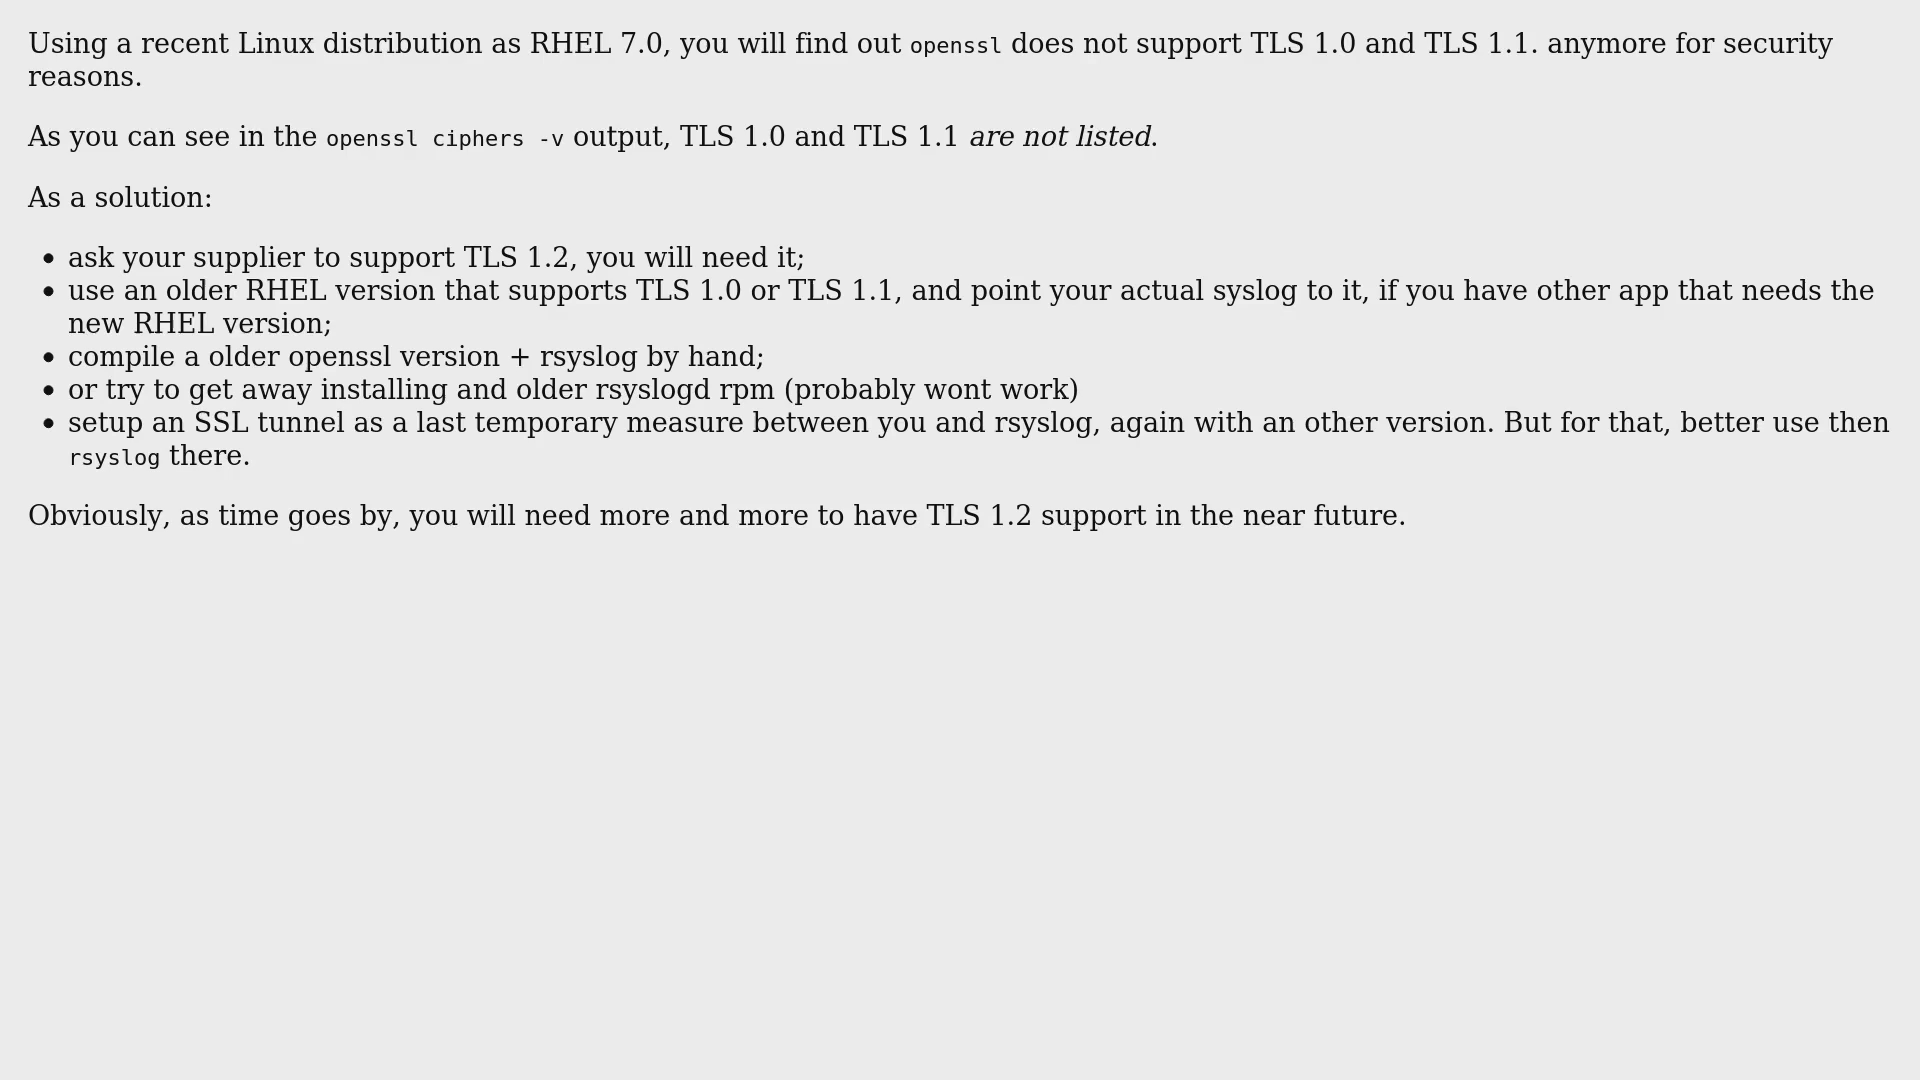 Using a recent Linux distribution as RHEL 7.0, you will find out openssl does not support TLS 1.0 and TLS 1.1. anymore for security
reasons.
As you can see in the openssl ciphers -v output, TLS 1.0 and TLS 1.1 are not listed.
As a solution:
• ask your supplier to support TLS 1.2, you will need it;
• use an older RHEL version that supports TLS 1.0 or TLS 1.1, and point your actual syslog to it, if you have other app that needs the
new RHEL version;
• compile a older openssl version + rsyslog by hand;
• or try to get away installing and older rsyslogd rpm (probably wont work)
• setup an SSL tunnel as a last temporary measure between you and rsyslog, again with an other version. But for that, better use then
rsyslog there.
Obviously, as time goes by, you will need more and more to have TLS 1.2 support in the near future.